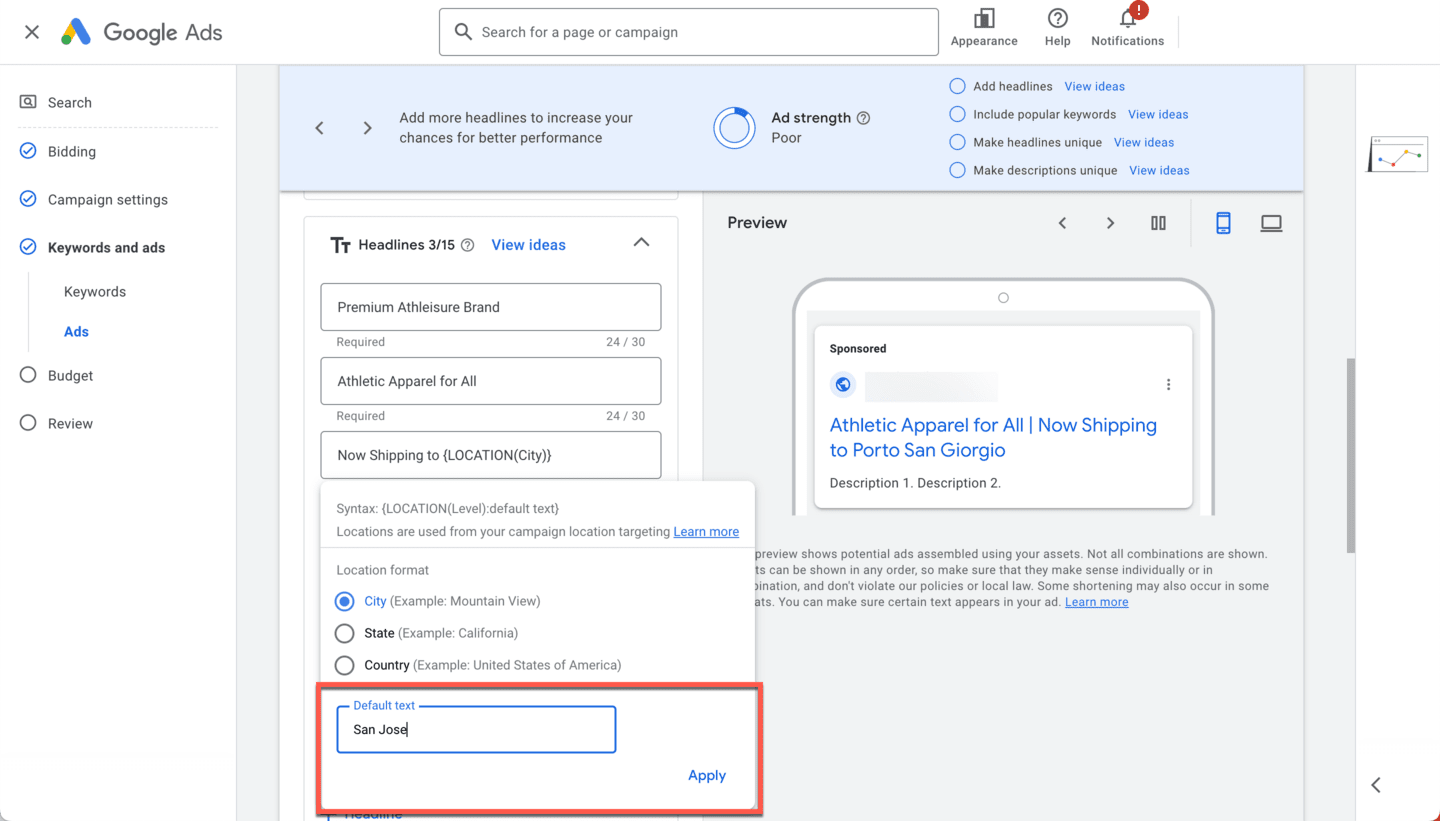 Google Ads
Search for a page or campaign
Appearance
Help
!
Notifications
Search
Bidding
Campaign settings
Keywords and ads
Keywords
Ads
Budget
Review
Add more headlines to increase your
chances for better performance
Ad strength ?
Poor
Add headlines View ideas
Include popular keywords View ideas
Make headlines unique View ideas
Make descriptions unique View ideas
Tт Headlines 3/15 ? View ideas
Premium Athleisure Brand
Required 24 / 30
Athletic Apparel for All
Required 24 / 30
Now Shipping to {LOCATION(City)}
Syntax: {LOCATION(Level):default text}
Locations are used from your campaign location targeting Learn more
Location format
City (Example: Mountain View)
State (Example: California)
Country (Example: United States of America)
Default text
San Jose
Apply
Headline
Preview
Sponsored
Athletic Apparel for All | Now Shipping
to Porto San Giorgio
Description 1. Description 2.
preview shows potential ads assembled using your assets. Not all combinations are shown.
ts can be shown in any order, so make sure that they make sense individually or in
bination, and don't violate our policies or local law. Some shortening may also occur in some
ats. You can make sure certain text appears in your ad. Learn more